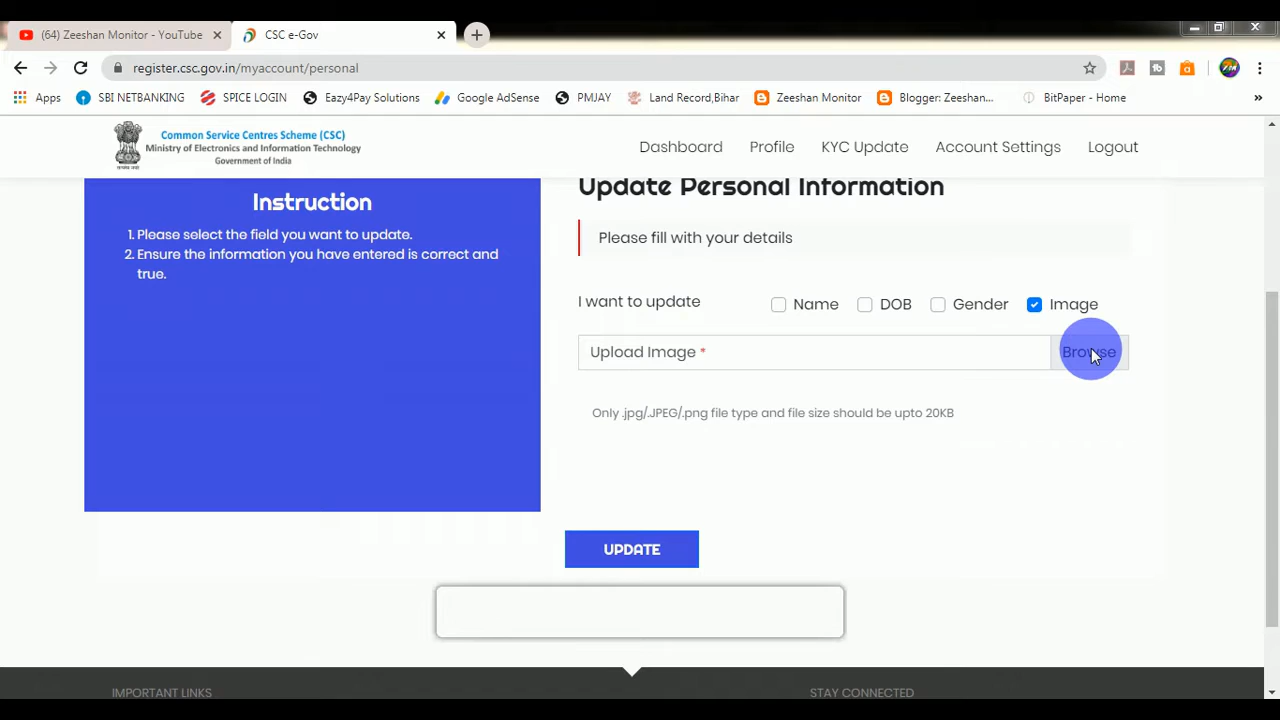 (64) Zeeshan Monitor - YouTube
CSC e-Gov
register.csc.gov.in/myaccount/personal
Apps
SBI NETBANKING
SPICE LOGIN
Eazy4Pay Solutions
Google AdSense
PMJAY
Land Record,Bihar
Zeeshan Monitor
Blogger: Zeeshan...
BitPaper - Home
Common Service Centres Scheme (CSC)
Ministry of Electronics and Information Technology
Government of India
Dashboard
Profile
KYC Update
Account Settings
Logout
Instruction
1. Please select the field you want to update.
2. Ensure the information you have entered is correct and
true.
Update Personal Information
Please fill with your details
I want to update
Name
DOB
Gender
Image
Upload Image *
Browse
Only .jpg/.JPEG/.png file type and file size should be upto 20KB
UPDATE
IMPORTANT LINKS
STAY CONNECTED